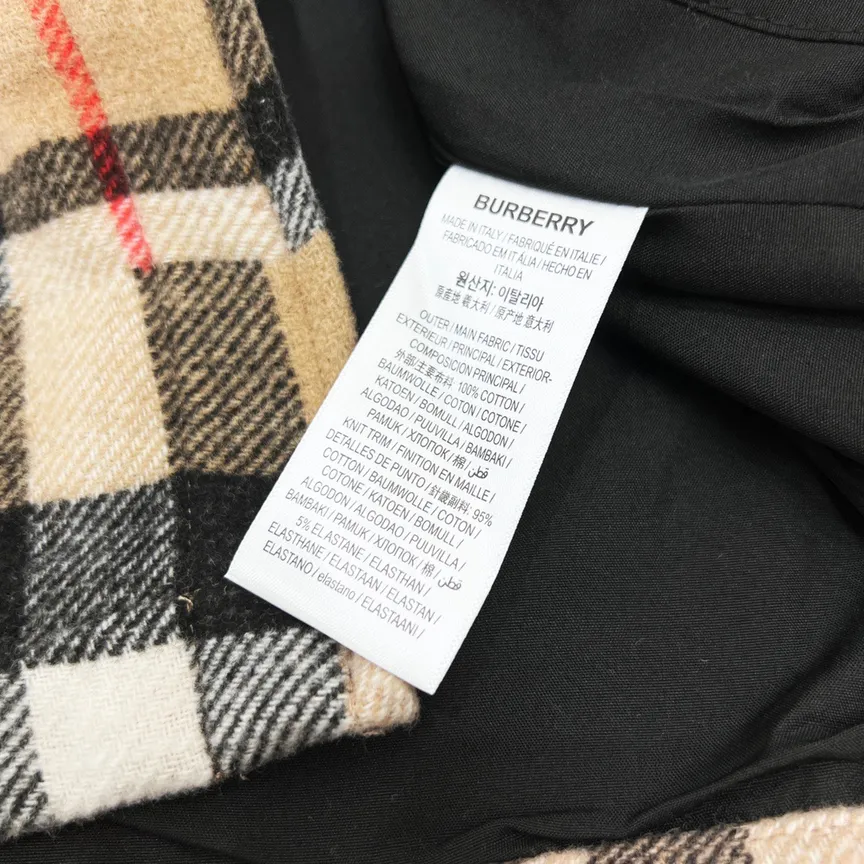 BURBERRY
MADE IN ITALY / FABRIQUÉ EN ITALIE /
FABRICADO EM ITÁLIA / HECHO EN
ITALIA
원산지: 이탈리아
原産地 義大利 / 原产地 意大利
OUTER / MAIN FABRIC / TISSU
EXTERIEUR / PRINCIPAL / EXTERIOR-
COMPOSICION PRINCIPAL /
外部/主要布料 100% COTTON /
BAUMWOLLE / COTON / COTONE /
KATOEN / BOMULL / ALGODON /
ALGODAO / PUUVILLA / BAMBAKI /
PAMUK / ХЛОПОК / 棉 / قطن
KNIT TRIM / FINITION EN MAILLE /
DETALLES DE PUNTO / 針織副料: 95%
COTTON / BAUMWOLLE / COTON /
COTONE / KATOEN / BOMULL /
ALGODON / ALGODAO / PUUVILLA /
BAMBAKI / PAMUK / ХЛОПОК / 棉 / قطن
5% ELASTANE / ELASTAN /
ELASTHANE / ELASTAAN / ELASTHAN /
ELASTANO / elastano / ELASTAANI /